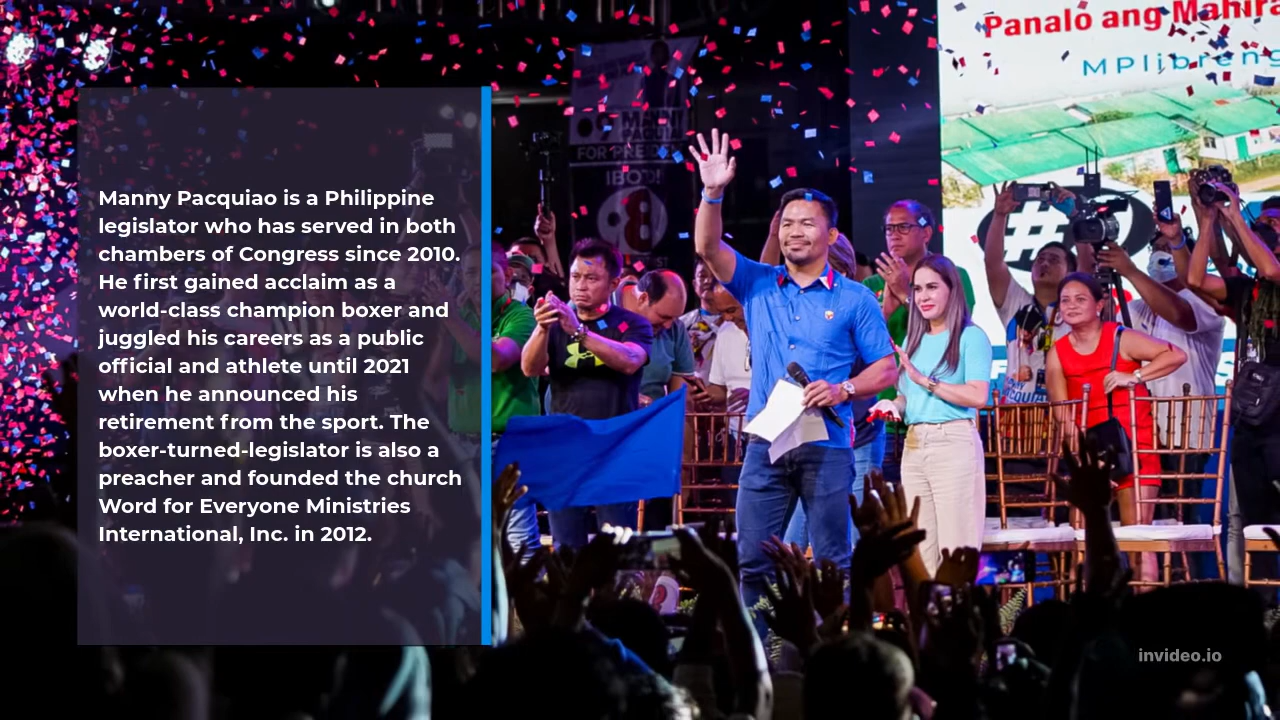 Panalo ang Mahira
MPlibreng
Manny Pacquiao is a Philippine
legislator who has served in both
chambers of Congress since 2010.
He first gained acclaim as a
world-class champion boxer and
juggled his careers as a public
official and athlete until 2021
when he announced his
retirement from the sport. The
boxer-turned-legislator is also a
preacher and founded the church
Word for Everyone Ministries
International, Inc. in 2012.
invideo.io